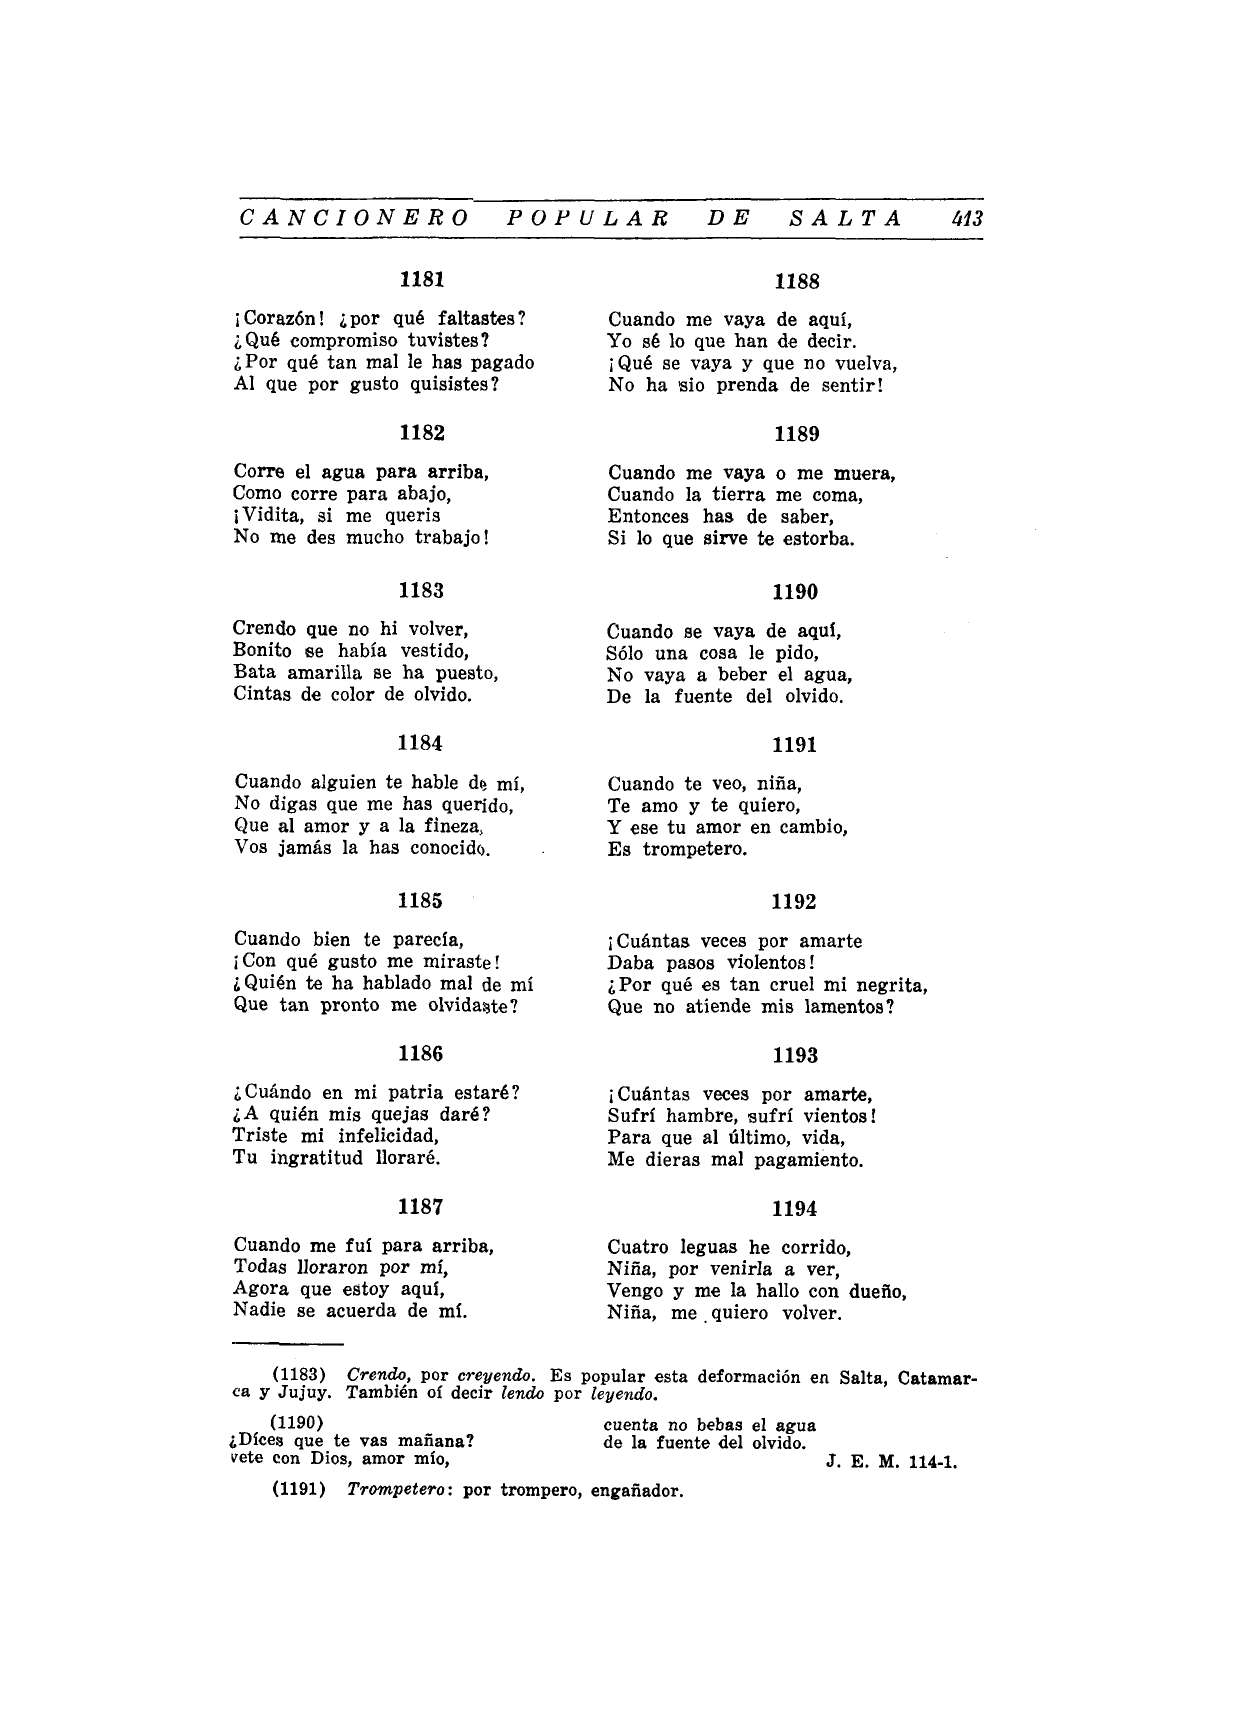 CANCIONERO POPULAR DE SALTA 413
1181
¡Corazón! ¿por qué faltastes?
¿Qué compromiso tuvistes?
¿Por qué tan mal le has pagado
Al que por gusto quisistes?
1182
Corre el agua para arriba,
Como corre para abajo,
¡Vidita, si me queris
No me des mucho trabajo!
1183
Crendo que no hi volver,
Bonito se había vestido,
Bata amarilla se ha puesto,
Cintas de color de olvido.
1184
Cuando alguien te hable de mí,
No digas que me has querido,
Que al amor y a la fineza,
Vos jamás la has conocido.
1185
Cuando bien te parecía,
¡Con qué gusto me miraste!
¿Quién te ha hablado mal de mí
Que tan pronto me olvidaste?
1186
¿Cuándo en mi patria estaré?
¿A quién mis quejas daré?
Triste mi infelicidad,
Tu ingratitud lloraré.
1187
Cuando me fuí para arriba,
Todas lloraron por mí,
Agora que estoy aquí,
Nadie se acuerda de mí.
1188
Cuando me vaya de aquí,
Yo sé lo que han de decir.
¡Qué se vaya y que no vuelva,
No ha sio prenda de sentir!
1189
Cuando me vaya o me muera,
Cuando la tierra me coma,
Entonces has de saber,
Si lo que sirve te estorba.
1190
Cuando se vaya de aquí,
Sólo una cosa le pido,
No vaya a beber el agua,
De la fuente del olvido.
1191
Cuando te veo, niña,
Te amo y te quiero,
Y ese tu amor en cambio,
Es trompetero.
1192
¡Cuántas veces por amarte
Daba pasos violentos!
¿Por qué es tan cruel mi negrita,
Que no atiende mis lamentos?
1193
¡Cuántas veces por amarte,
Sufrí hambre, sufrí vientos!
Para que al último, vida,
Me dieras mal pagamiento.
1194
Cuatro leguas he corrido,
Niña, por venirla a ver,
Vengo y me la hallo con dueño,
Niña, me quiero volver.
(1183) Crendo, por creyendo. Es popular esta deformación en Salta, Catamar-
ca y Jujuy. También oí decir lendo por leyendo.
(1190)
¿Díces que te vas mañana?
vete con Dios, amor mío,
cuenta no bebas el agua
de la fuente del olvido.
J. E. M. 114-1.
(1191) Trompetero: por trompero, engañador.